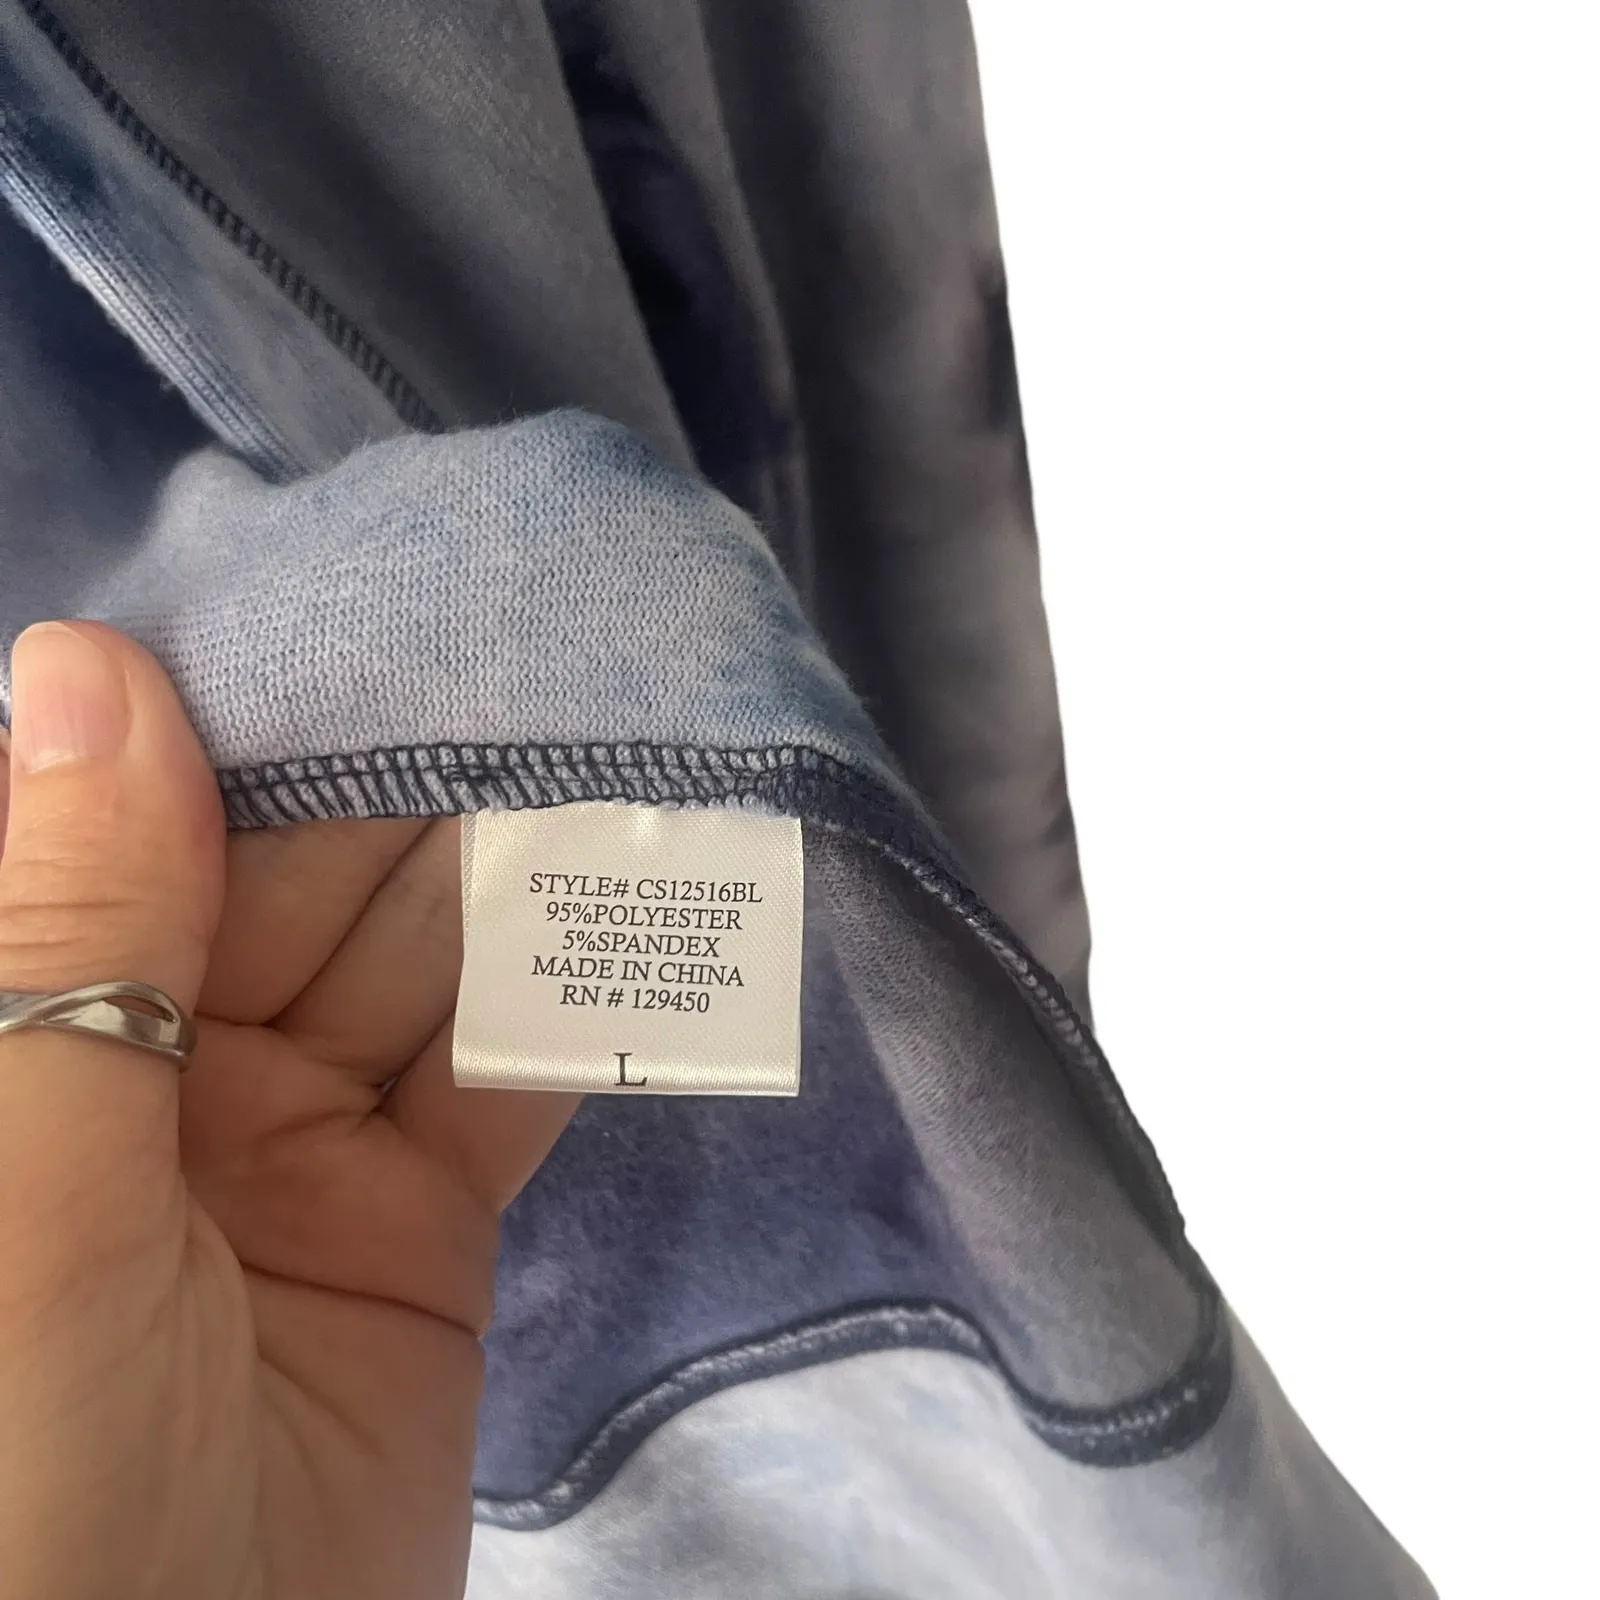 STYLE# CS12516BL
95%POLYESTER
5%SPANDEX
MADE IN CHINA
RN # 129450
L